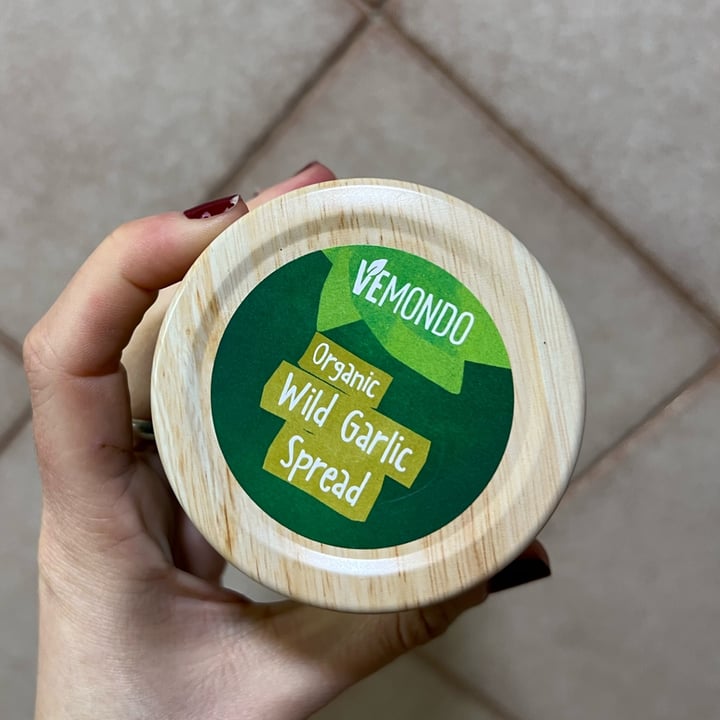 VEMONDO
Organic
Wild Garlic
Spread